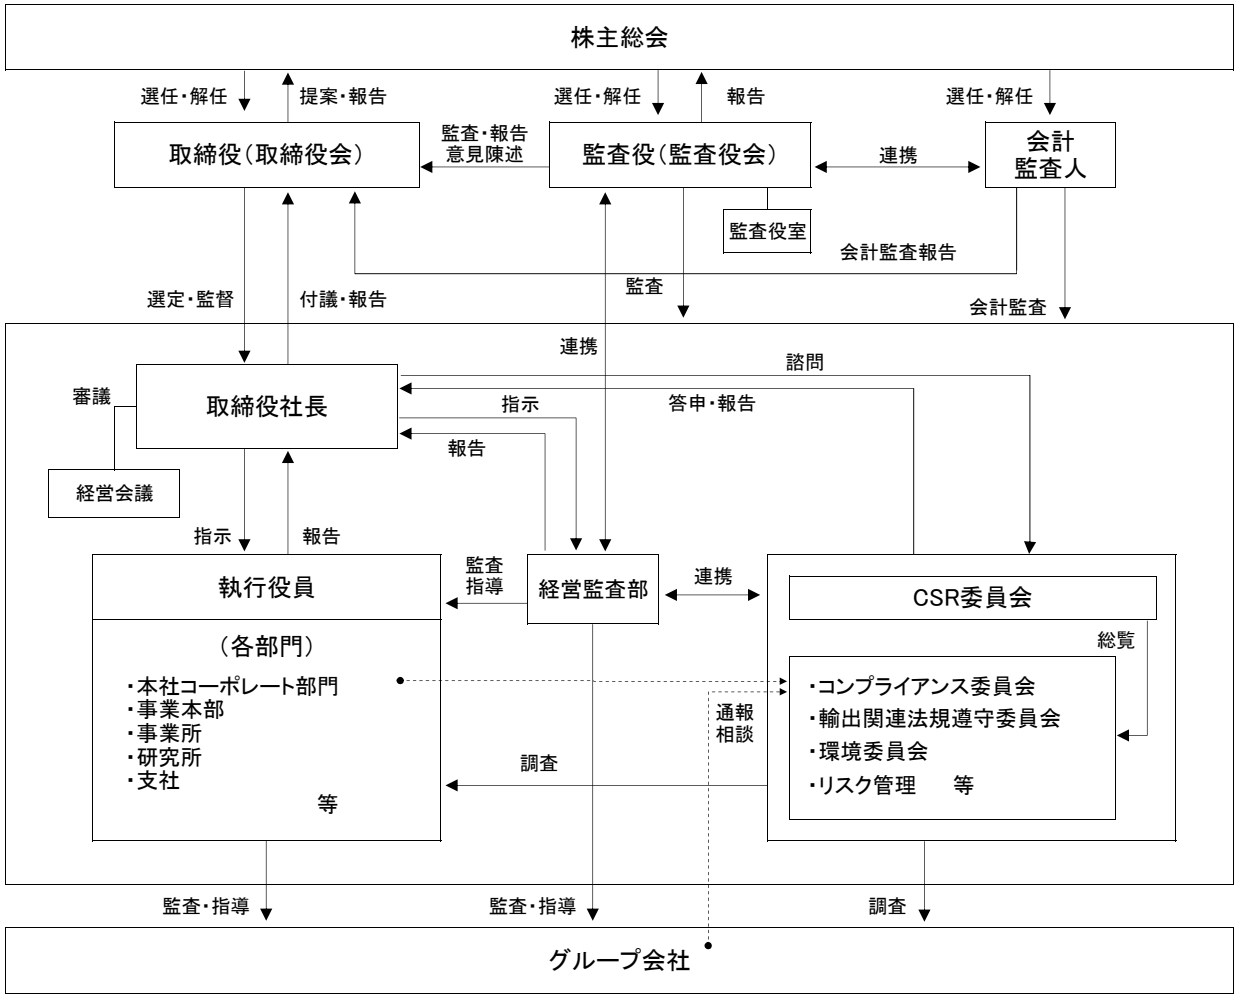 株主総会
選任・解任
提案・報告
選任・解任
報告
選任・解任
取締役（取締役会）
監査・報告
意見陳述
監査役（監査役会）
連携
会計
監査人
監査役室
会計監査報告
選定・監督
付議・報告
監査
会計監査
連携
諮問
審議
取締役社長
指示
答申・報告
報告
経営会議
指示
報告
執行役員
監査
指導
経営監査部
連携
CSR委員会
（各部門）
総覧
・本社コーポレート部門
・事業本部
・事業所
・研究所
・支社
等
通報
相談
・コンプライアンス委員会
・輸出関連法規遵守委員会
・環境委員会
・リスク管理　等
調査
監査・指導
監査・指導
調査
グループ会社